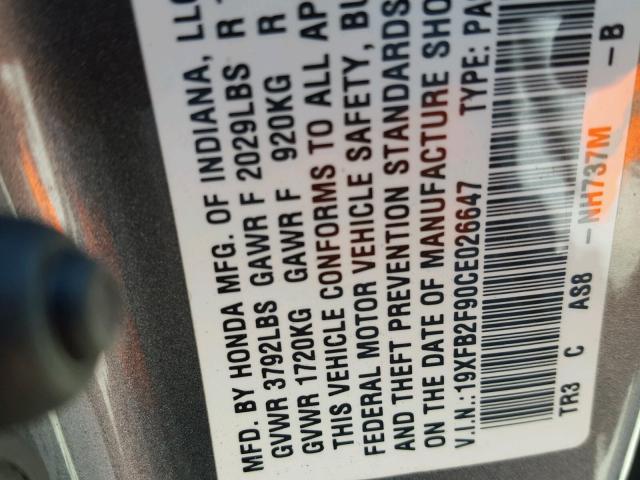 MFD. BY HONDA MFG. OF INDIANA, LLC
GVWR 3792LBS GAWR F 2029LBS R
GVWR 1720KG GAWR F 920KG R
THIS VEHICLE CONFORMS TO ALL AP
FEDERAL MOTOR VEHICLE SAFETY, BU
AND THEFT PREVENTION STANDARDS
ON THE DATE OF MANUFACTURE SHO
V.I.N.:19XFB2F90CE026647 TYPE: PA
TR3 C AS8 -NH737M -B